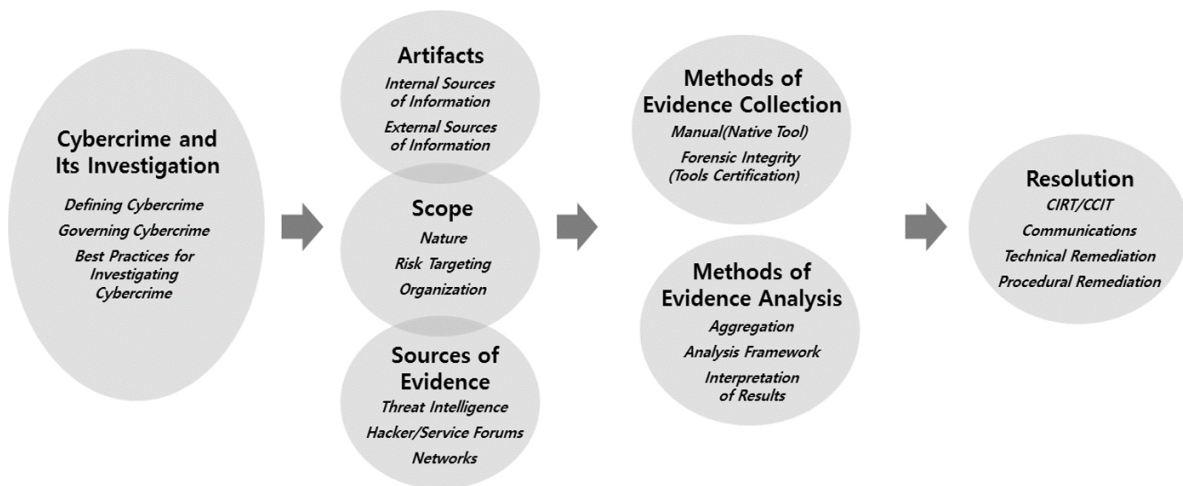 Cybercrime and
Its Investigation
Defining Cybercrime
Governing Cybercrime
Best Practices for
Investigating
Cybercrime
Artifacts
Internal Sources
of Information
External Sources
of Information
Scope
Nature
Risk Targeting
Organization
Sources of
Evidence
Threat Intelligence
Hacker/Service Forums
Networks
Methods of
Evidence Collection
Manual(Native Tool)
Forensic Integrity
(Tools Certification)
Methods of
Evidence Analysis
Aggregation
Analysis Framework
Interpretation
of Results
Resolution
CIRT/CCIT
Communications
Technical Remediation
Procedural Remediation